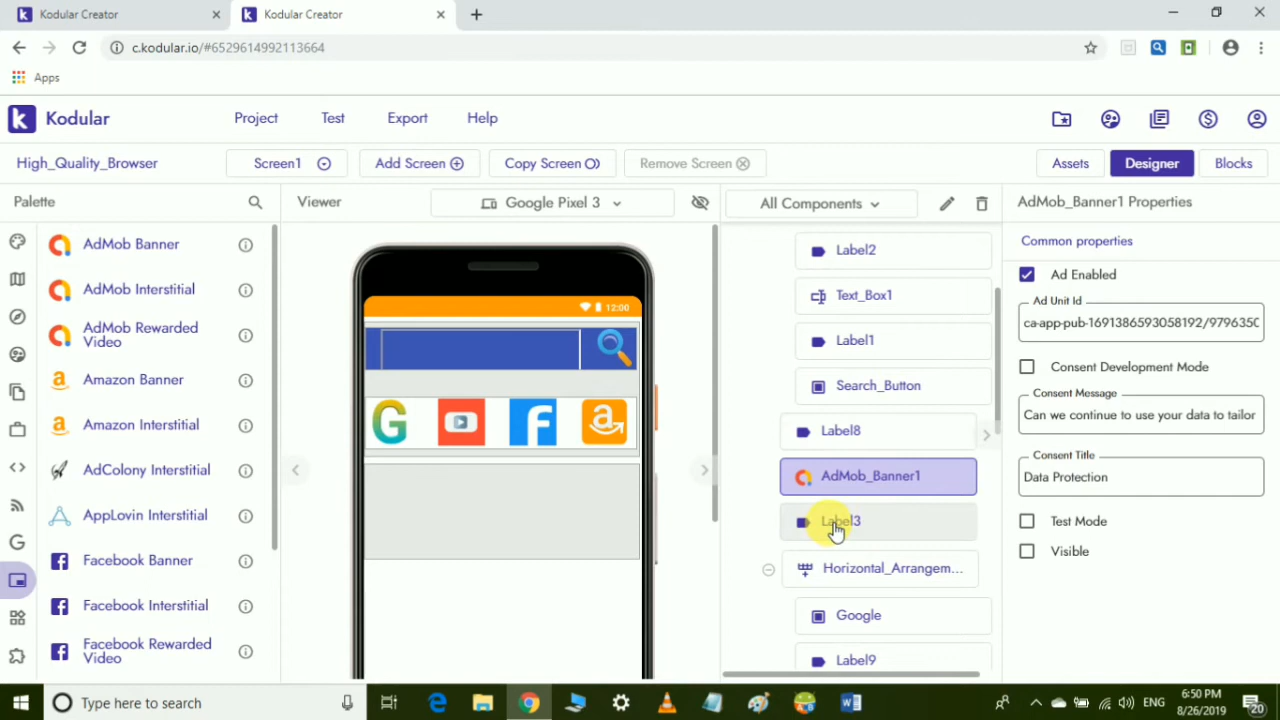 Kodular Creator
Kodular Creator
c.kodular.io/#6529614992113664
Apps
Kodular
Project
Test
Export
Help
High_Quality_Browser
Screen1
Add Screen
Copy Screen
Remove Screen
Assets
Designer
Blocks
Palette
Viewer
Google Pixel 3
All Components
AdMob_Banner1 Properties
AdMob Banner
AdMob Interstitial
AdMob Rewarded
Video
Amazon Banner
Amazon Interstitial
AdColony Interstitial
AppLovin Interstitial
Facebook Banner
Facebook Interstitial
Facebook Rewarded
Video
12:00
Label2
Text_Box1
Label1
Search_Button
Label8
AdMob_Banner1
Label3
Horizontal_Arrangem...
Google
Label9
Common properties
Ad Enabled
Ad Unit Id
ca-app-pub-1691386593058192/979635C
Consent Development Mode
Consent Message
Can we continue to use your data to tailor
Consent Title
Data Protection
Test Mode
Visible
Type here to search
ENG
6:50 PM
8/26/2019
20